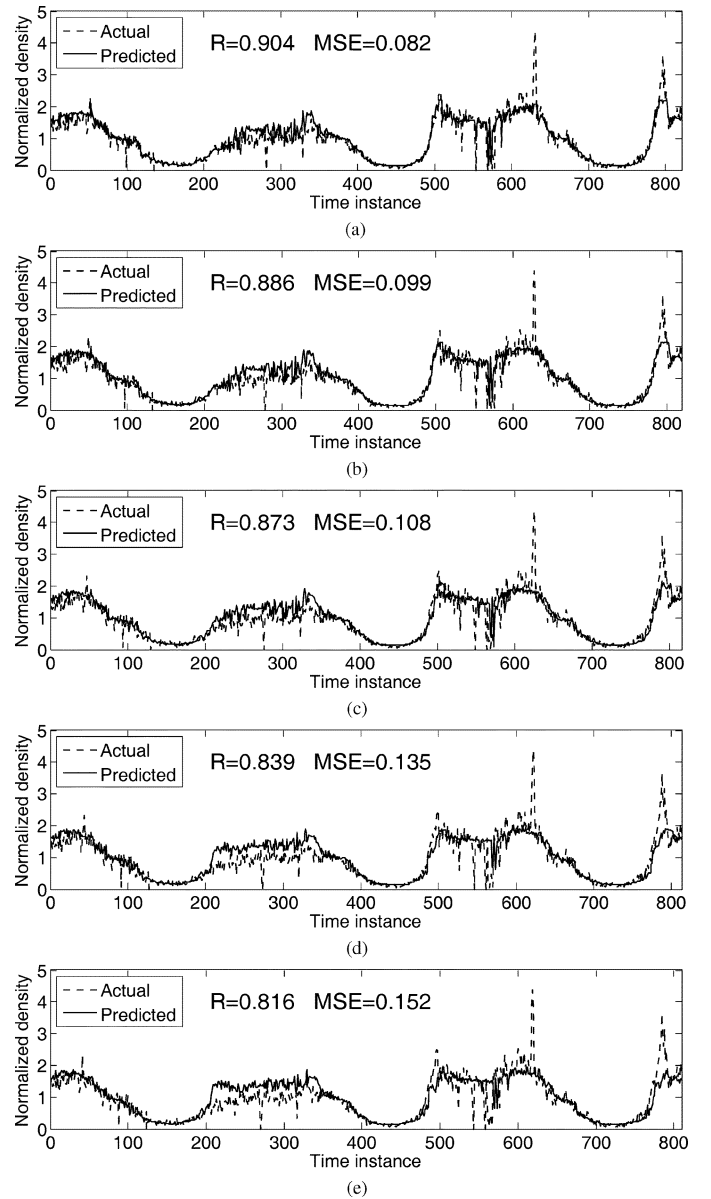 5
4
3
2
1
0
Normalized density
Actual
Predicted
R=0.904 MSE=0.082
0 100 200 300 400 500 600 700 800
Time instance
(a)
5
4
3
2
1
0
Normalized density
Actual
Predicted
R=0.886 MSE=0.099
0 100 200 300 400 500 600 700 800
Time instance
(b)
5
4
3
2
1
0
Normalized density
Actual
Predicted
R=0.873 MSE=0.108
0 100 200 300 400 500 600 700 800
Time instance
(c)
5
4
3
2
1
0
Normalized density
Actual
Predicted
R=0.839 MSE=0.135
0 100 200 300 400 500 600 700 800
Time instance
(d)
5
4
3
2
1
0
Normalized density
Actual
Predicted
R=0.816 MSE=0.152
0 100 200 300 400 500 600 700 800
Time instance
(e)